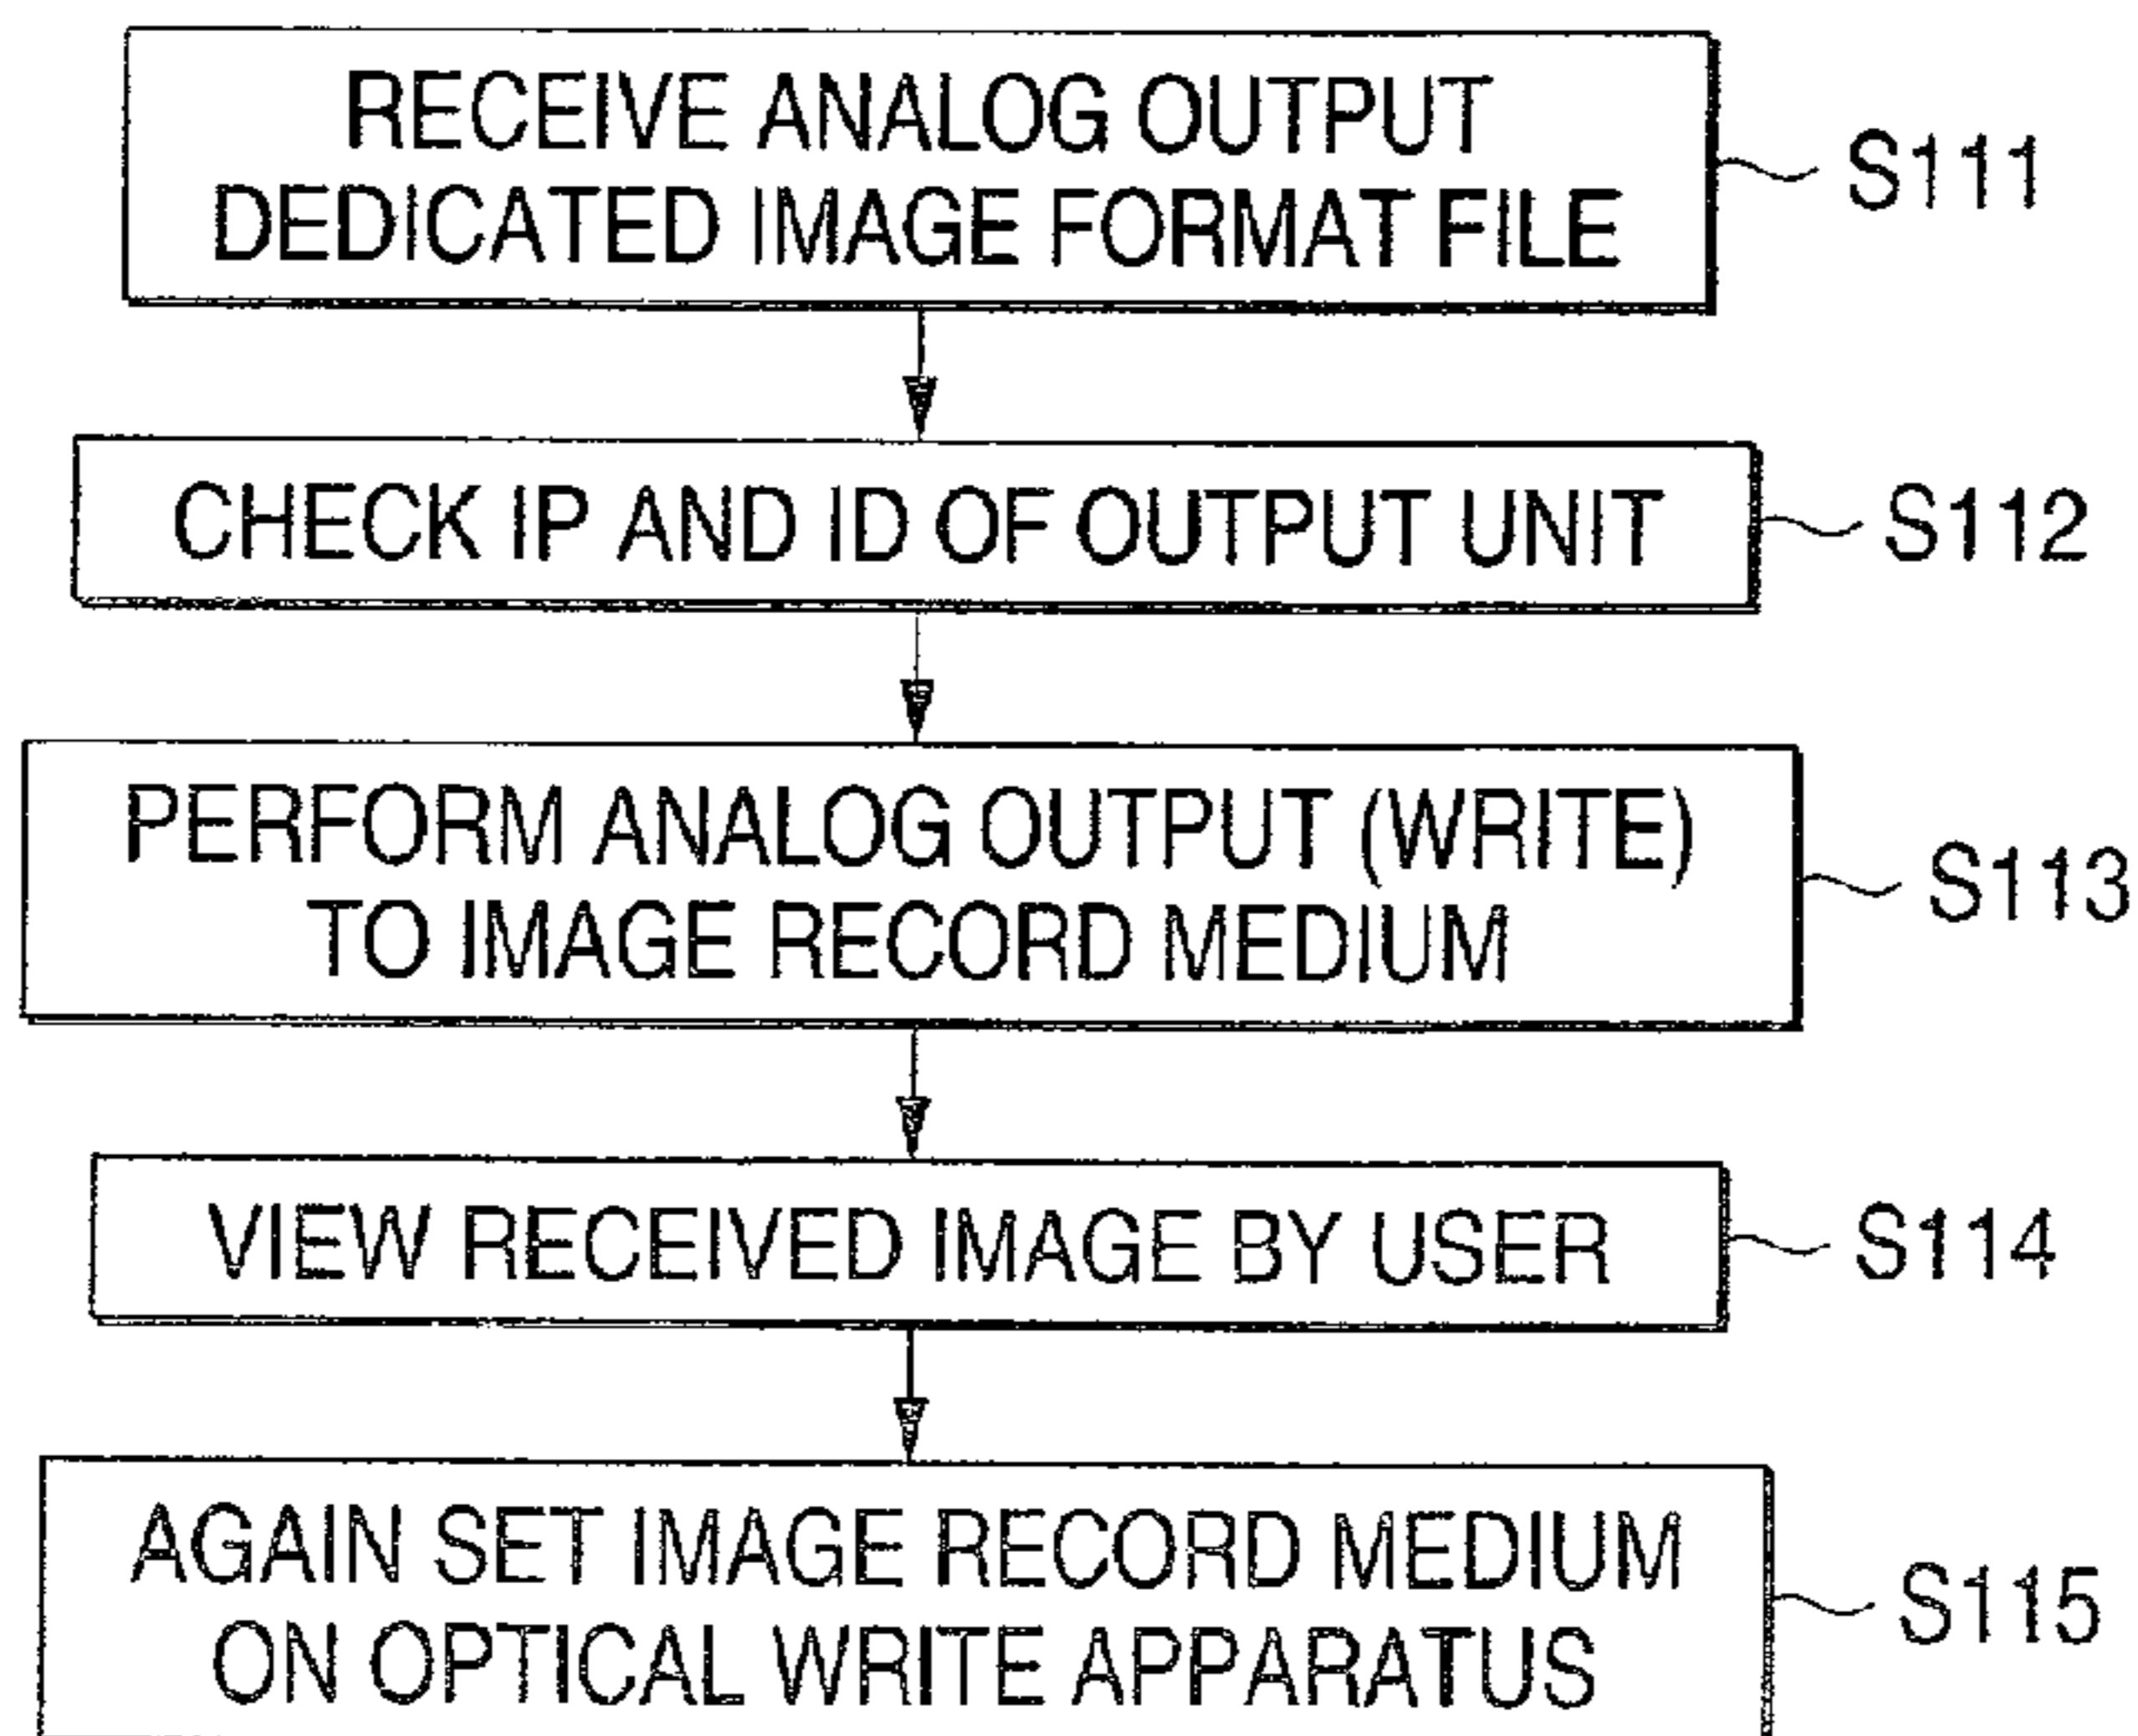 RECEIVE ANALOG OUTPUT
DEDICATED IMAGE FORMAT FILE
S111
CHECK IP AND ID OF OUTPUT UNIT
S112
PERFORM ANALOG OUTPUT (WRITE)
TO IMAGE RECORD MEDIUM
S113
VIEW RECEIVED IMAGE BY USER
S114
AGAIN SET IMAGE RECORD MEDIUM
ON OPTICAL WRITE APPARATUS
S115